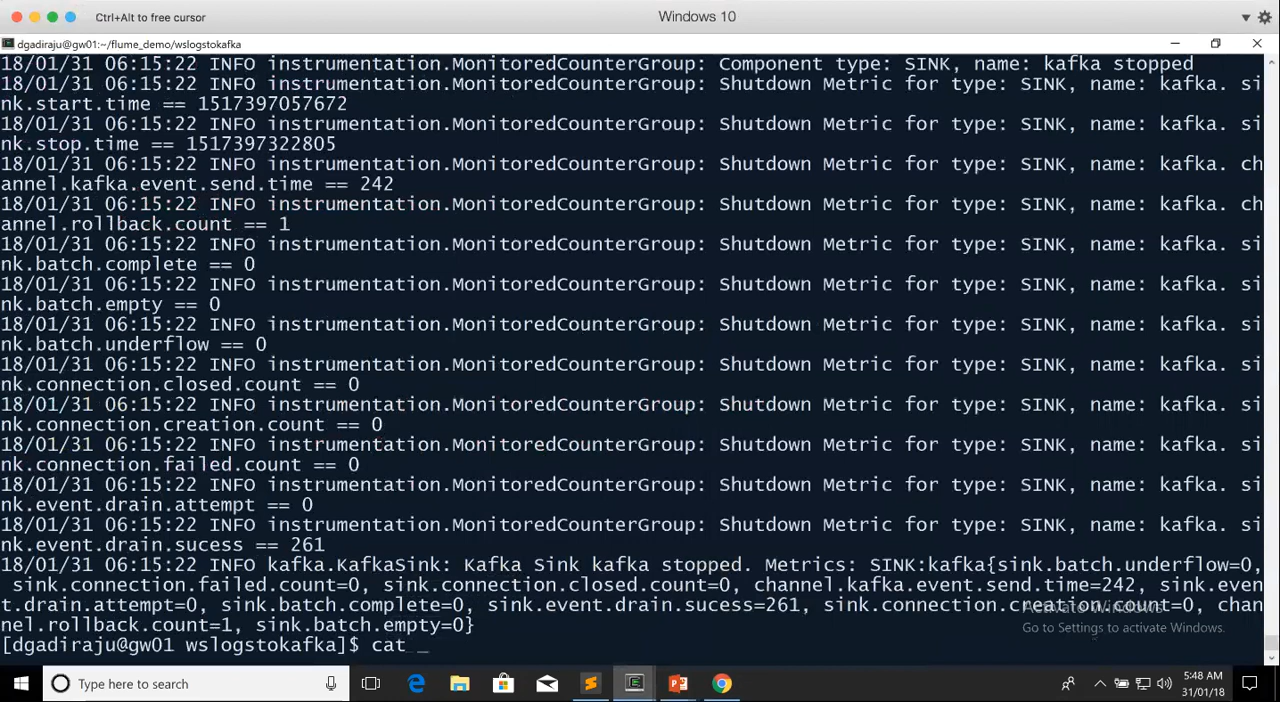 Ctrl+Alt to free cursor
Windows 10
dgadiraju@gw01:~/flume_demo/wslogstokafka
18/01/31 06:15:22 INFO instrumentation.MonitoredCounterGroup: Component type: SINK, name: kafka stopped
18/01/31 06:15:22 INFO instrumentation.MonitoredCounterGroup: Shutdown Metric for type: SINK, name: kafka. si
nk.start.time == 1517397057672
18/01/31 06:15:22 INFO instrumentation.MonitoredCounterGroup: Shutdown Metric for type: SINK, name: kafka. si
nk.stop.time == 1517397322805
18/01/31 06:15:22 INFO instrumentation.MonitoredCounterGroup: Shutdown Metric for type: SINK, name: kafka. ch
annel.kafka.event.send.time == 242
18/01/31 06:15:22 INFO instrumentation.MonitoredCounterGroup: Shutdown Metric for type: SINK, name: kafka. ch
annel.rollback.count == 1
18/01/31 06:15:22 INFO instrumentation.MonitoredCounterGroup: Shutdown Metric for type: SINK, name: kafka. si
nk.batch.complete == 0
18/01/31 06:15:22 INFO instrumentation.MonitoredCounterGroup: Shutdown Metric for type: SINK, name: kafka. si
nk.batch.empty == 0
18/01/31 06:15:22 INFO instrumentation.MonitoredCounterGroup: Shutdown Metric for type: SINK, name: kafka. si
nk.batch.underflow == 0
18/01/31 06:15:22 INFO instrumentation.MonitoredCounterGroup: Shutdown Metric for type: SINK, name: kafka. si
nk.connection.closed.count == 0
18/01/31 06:15:22 INFO instrumentation.MonitoredCounterGroup: Shutdown Metric for type: SINK, name: kafka. si
nk.connection.creation.count == 0
18/01/31 06:15:22 INFO instrumentation.MonitoredCounterGroup: Shutdown Metric for type: SINK, name: kafka. si
nk.connection.failed.count == 0
18/01/31 06:15:22 INFO instrumentation.MonitoredCounterGroup: Shutdown Metric for type: SINK, name: kafka. si
nk.event.drain.attempt == 0
18/01/31 06:15:22 INFO instrumentation.MonitoredCounterGroup: Shutdown Metric for type: SINK, name: kafka. si
nk.event.drain.sucess == 261
18/01/31 06:15:22 INFO kafka.KafkaSink: Kafka Sink kafka stopped. Metrics: SINK:kafka{sink.batch.underflow=0,
 sink.connection.failed.count=0, sink.connection.closed.count=0, channel.kafka.event.send.time=242, sink.even
t.drain.attempt=0, sink.batch.complete=0, sink.event.drain.sucess=261, sink.connection.creation.count=0, chan
nel.rollback.count=1, sink.batch.empty=0}
Activate Windows
Go to Settings to activate Windows.
[dgadiraju@gw01 wslogstokafka]$ cat _
Type here to search
5:48 AM
31/01/18